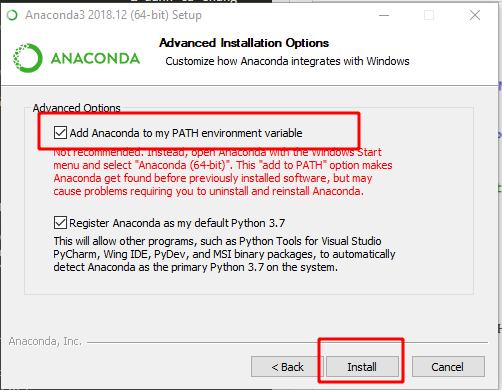 Anaconda3 2018.12 (64-bit) Setup
ANACONDA
Advanced Installation Options
Customize how Anaconda integrates with Windows
Advanced Options
Add Anaconda to my PATH environment variable
Not recommended. Instead, open Anaconda with the Windows Start
menu and select "Anaconda (64-bit)". This "add to PATH" option makes
Anaconda get found before previously installed software, but may
cause problems requiring you to uninstall and reinstall Anaconda.
Register Anaconda as my default Python 3.7
This will allow other programs, such as Python Tools for Visual Studio
PyCharm, Wing IDE, PyDev, and MSI binary packages, to automatically
detect Anaconda as the primary Python 3.7 on the system.
Anaconda, Inc.
< Back
Install
Cancel